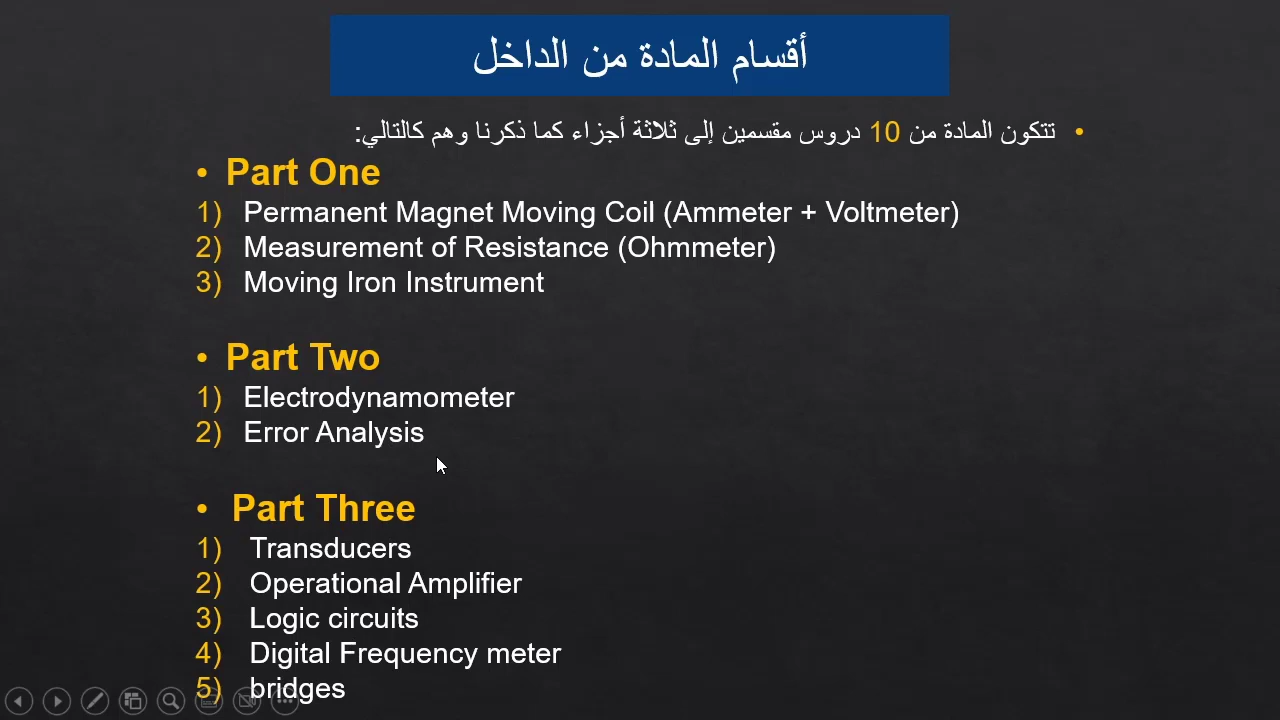 أقسام المادة من الداخل
• تتكون المادة من 10 دروس مقسمين إلى ثلاثة أجزاء كما ذكرنا وهم كالتالي:
• Part One
1) Permanent Magnet Moving Coil (Ammeter + Voltmeter)
2) Measurement of Resistance (Ohmmeter)
3) Moving Iron Instrument
• Part Two
1) Electrodynamometer
2) Error Analysis
• Part Three
1) Transducers
2) Operational Amplifier
3) Logic circuits
4) Digital Frequency meter
5) bridges